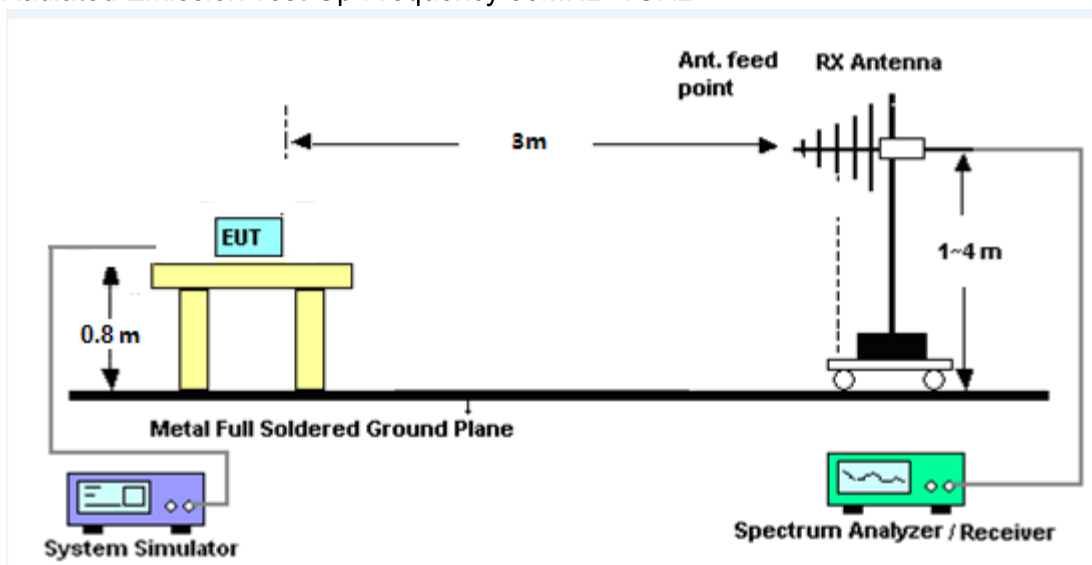 Ant. feed
point
RX Antenna
3m
EUT
1~4 m
0.8 m
Metal Full Soldered Ground Plane
System Simulator
Spectrum Analyzer / Receiver